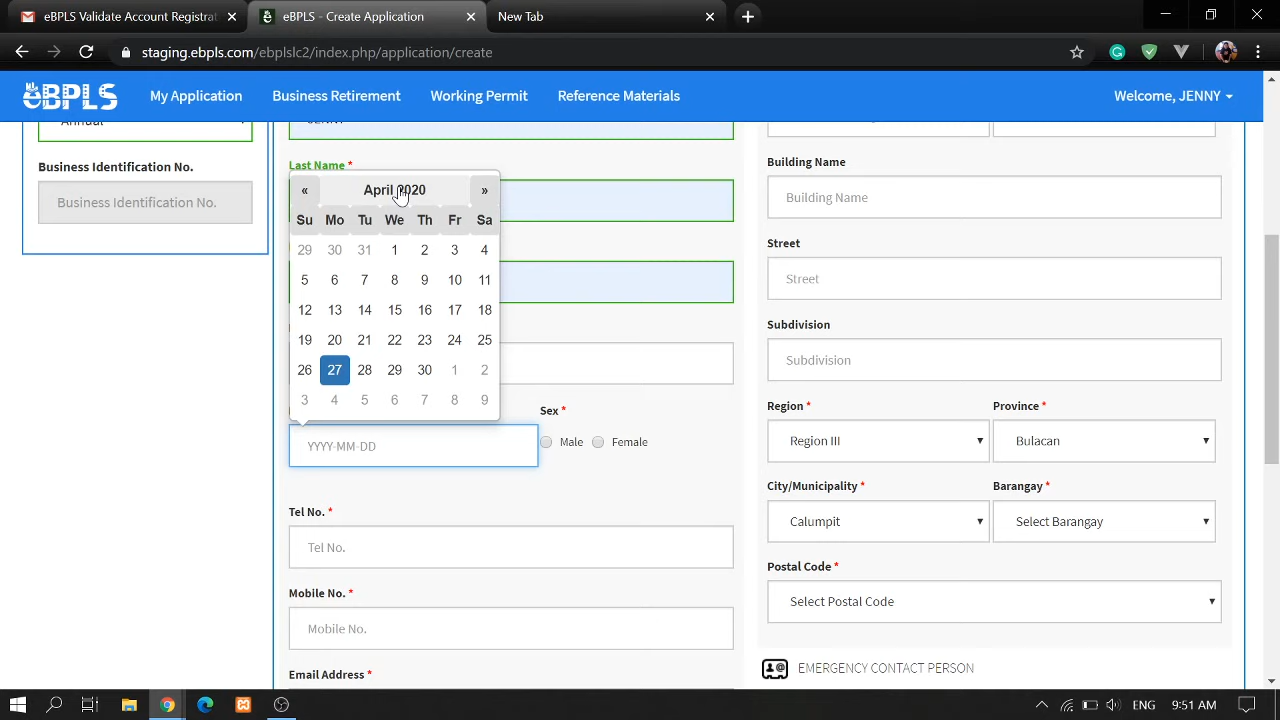 eBPLS Validate Account Registrat
eBPLS - Create Application
New Tab
staging.ebpls.com/ebplslc2/index.php/application/create
eBPLS
My Application
Business Retirement
Working Permit
Reference Materials
Welcome, JENNY
Annual
Business Identification No.
Business Identification No.
JENNY
Last Name *
« April 2020 »
Su Mo Tu We Th Fr Sa
29 30 31 1 2 3 4
5 6 7 8 9 10 11
12 13 14 15 16 17 18
19 20 21 22 23 24 25
26 27 28 29 30 1 2
3 4 5 6 7 8 9
YYYY-MM-DD
Sex *
Male Female
Tel No. *
Tel No.
Mobile No. *
Mobile No.
Email Address *
Building Name
Building Name
Street
Street
Subdivision
Subdivision
Region * Province *
Region III Bulacan
City/Municipality * Barangay *
Calumpit Select Barangay
Postal Code *
Select Postal Code
EMERGENCY CONTACT PERSON
ENG 9:51 AM